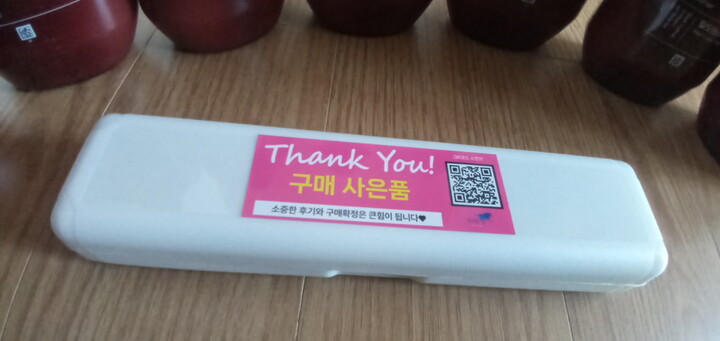 Thank You!
구매 사은품
소중한 후기와 구매확정은 큰힘이 됩니다♥